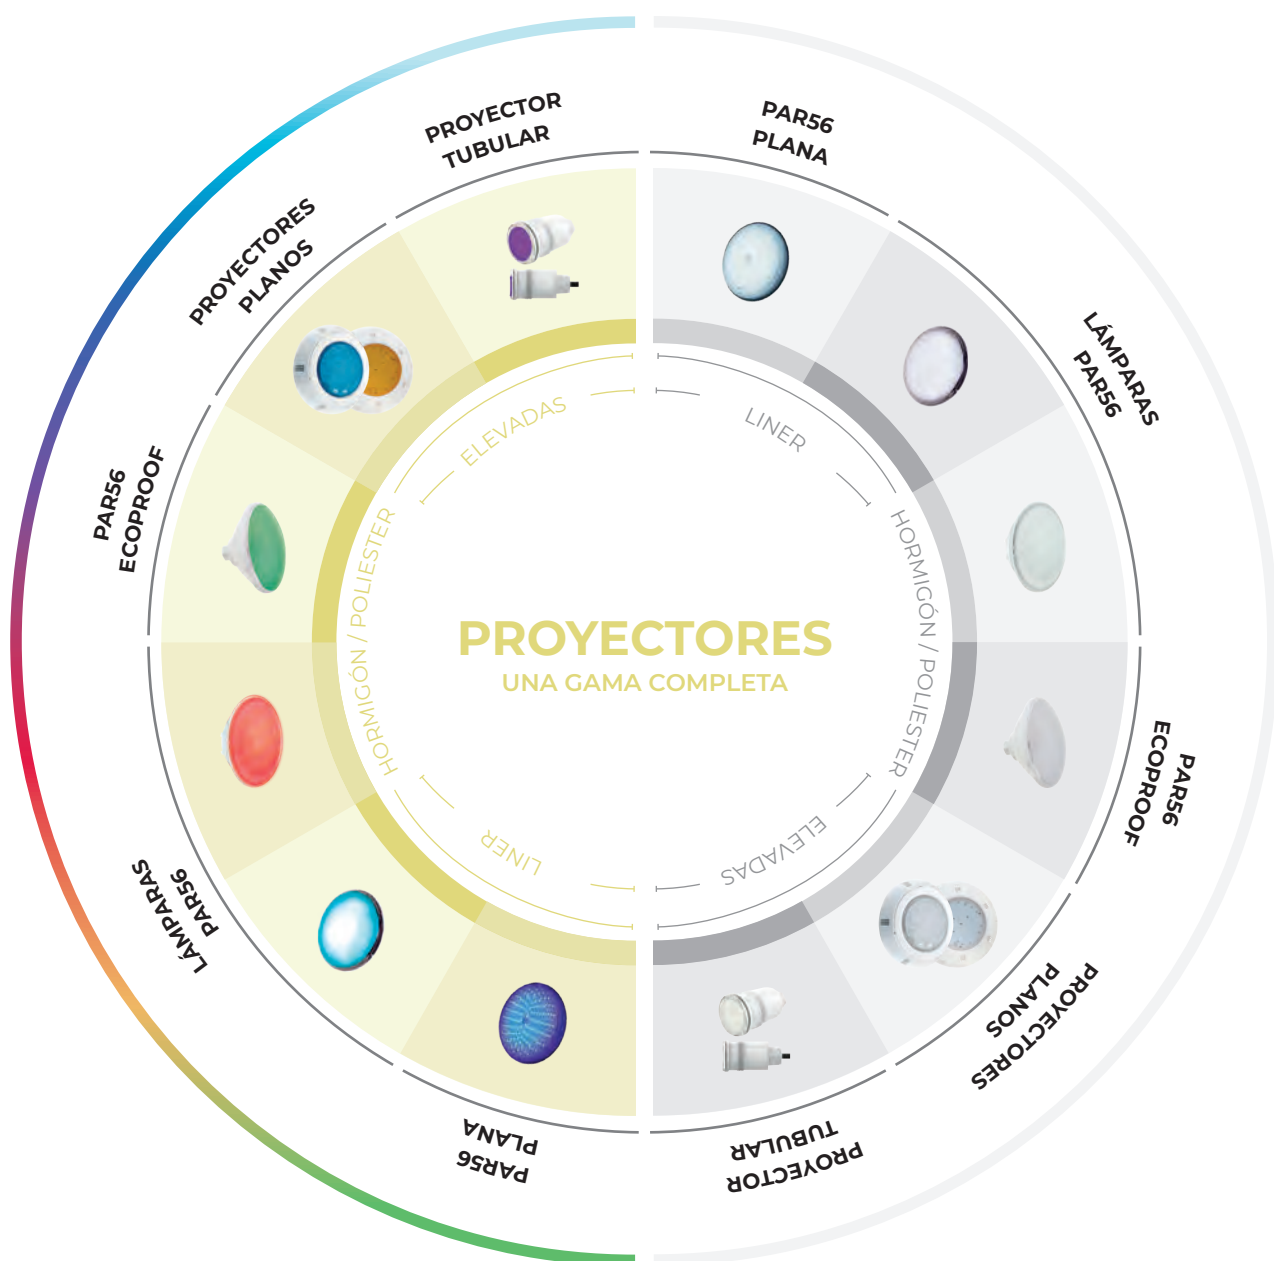 PROYECTOR
TUBULAR
PAR56
PLANA
PROYECTORES
PLANOS
LÁMPARAS
PAR56
PAR56
ECOPROOF
PAR56
ECOPROOF
LÁMPARAS
PAR56
PROYECTORES
PLANOS
PAR56
PLANA
PROYECTOR
TUBULAR
ELEVADAS
LINER
HORMIGÓN / POLIESTER
HORMIGÓN / POLIESTER
PROYECTORES
UNA GAMA COMPLETA
LINER
ELEVADAS